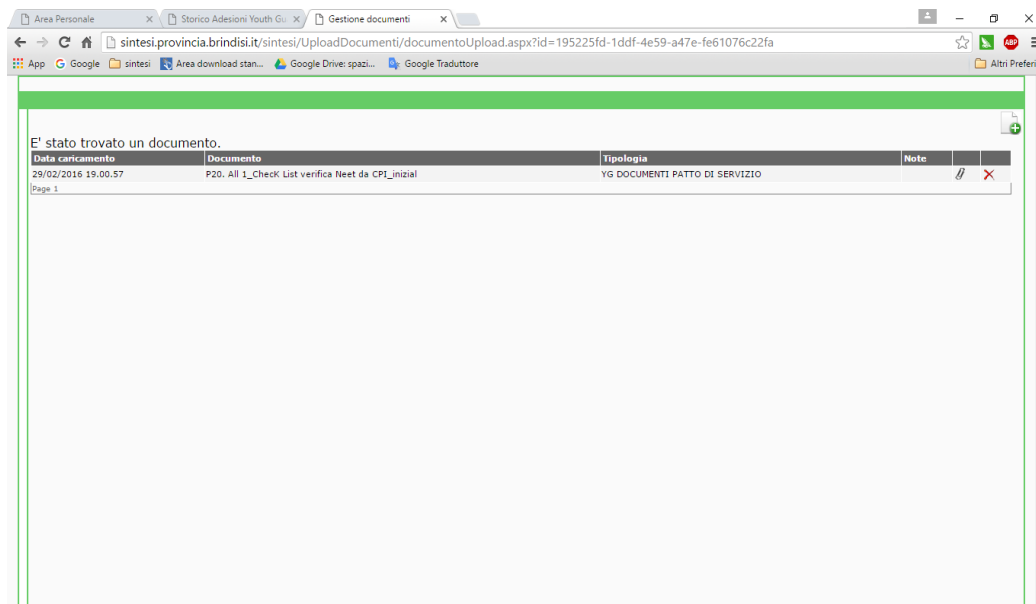 Area Personale Storico Adesioni Youth Gu Gestione documenti
sintesi.provincia.brindisi.it/sintesi/UploadDocumenti/documentoUpload.aspx?id=195225fd-1ddf-4e59-a47e-fe61076c22fa ABP
App Google sintesi Area download stan... Google Drive: spazi... Google Traduttore Altri Preferi
E' stato trovato un documento.
Data caricamento Documento Tipologia Note
29/02/2016 19.00.57 P20. All 1_ChecK List verifica Neet da CPI_inizial YG DOCUMENTI PATTO DI SERVIZIO
Page 1